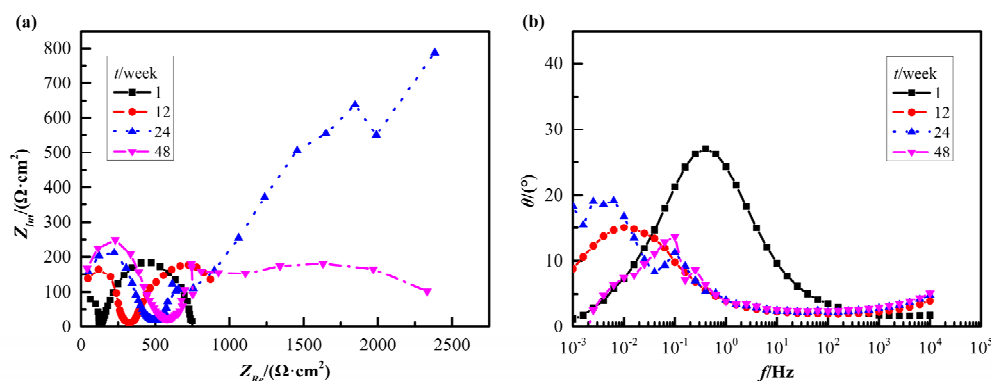 (a)
800
700
600
500
400
300
200
100
0
Z_Im/(Ω·cm²)
t/week
1
12
24
48
0 500 1000 1500 2000 2500
Z_Re/(Ω·cm²)
(b)
40
30
20
10
0
θ/(°)
t/week
1
12
24
48
10⁻³ 10⁻² 10⁻¹ 10⁰ 10¹ 10² 10³ 10⁴ 10⁵
f/Hz